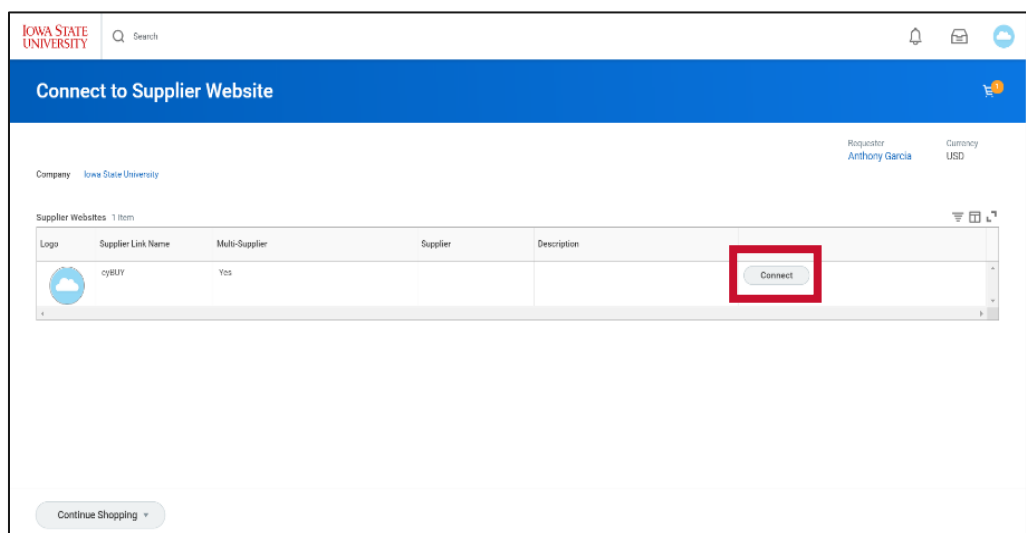 IOWA STATE
UNIVERSITY
Search
Connect to Supplier Website
1
Requester
Anthony Garcia
Currency
USD
Company Iowa State University
Supplier Websites 1 Item
Logo Supplier Link Name Multi-Supplier Supplier Description
cyBUY Yes Connect
Continue Shopping